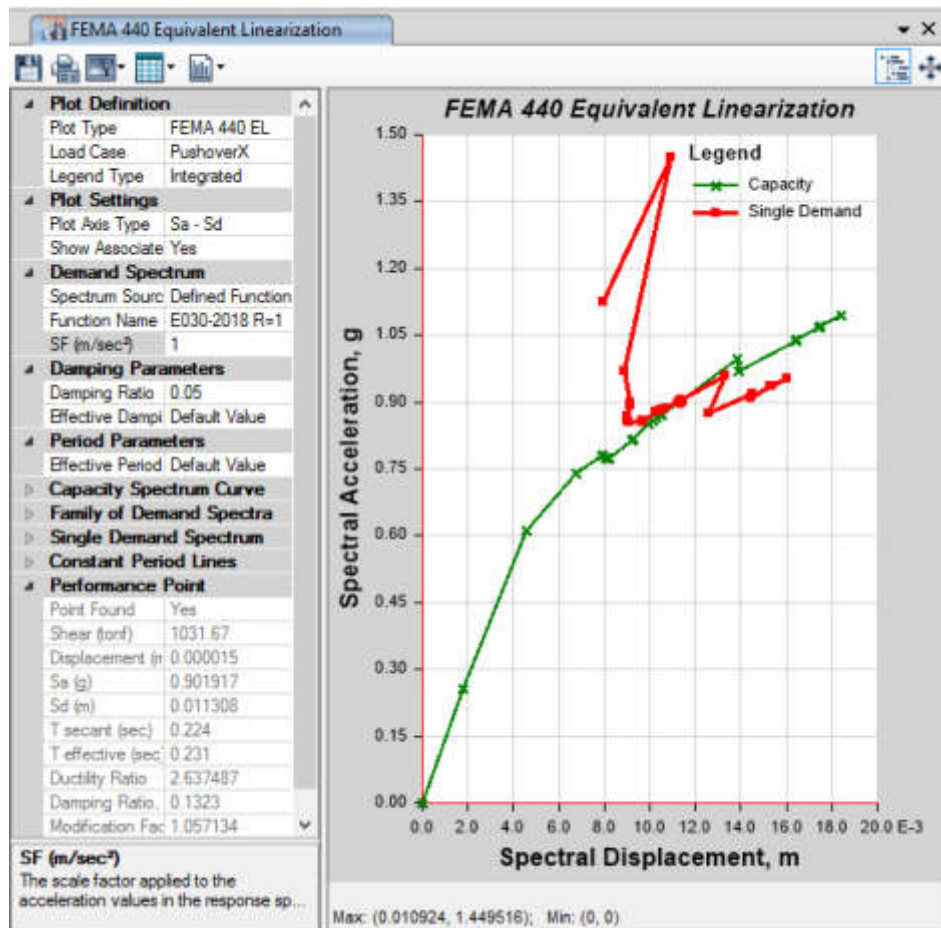 FEMA 440 Equivalent Linearization
Plot Definition
Plot Type FEMA 440 EL
Load Case PushoverX
Legend Type Integrated
Plot Settings
Plot Axis Type Sa - Sd
Show Associate Yes
Demand Spectrum
Spectrum Sourc Defined Function
Function Name E030-2018 R=1
SF (m/sec²) 1
Damping Parameters
Damping Ratio 0.05
Effective Dampi Default Value
Period Parameters
Effective Period Default Value
Capacity Spectrum Curve
Family of Demand Spectra
Single Demand Spectrum
Constant Period Lines
Performance Point
Point Found Yes
Shear (tonf) 1031.67
Displacement (m 0.000015
Sa (g) 0.901917
Sd (m) 0.011308
T secant (sec) 0.224
T effective (sec) 0.231
Ductility Ratio 2.637487
Damping Ratio, 0.1323
Modification Fac 1.057134
SF (m/sec²)
The scale factor applied to the
acceleration values in the response sp...
FEMA 440 Equivalent Linearization
Legend
Capacity
Single Demand
Spectral Acceleration, g
1.50
1.35
1.20
1.05
0.90
0.75
0.60
0.45
0.30
0.15
0.00
0.0 2.0 4.0 6.0 8.0 10.0 12.0 14.0 16.0 18.0 20.0 E-3
Spectral Displacement, m
Max: (0.010924, 1.449516); Min: (0, 0)